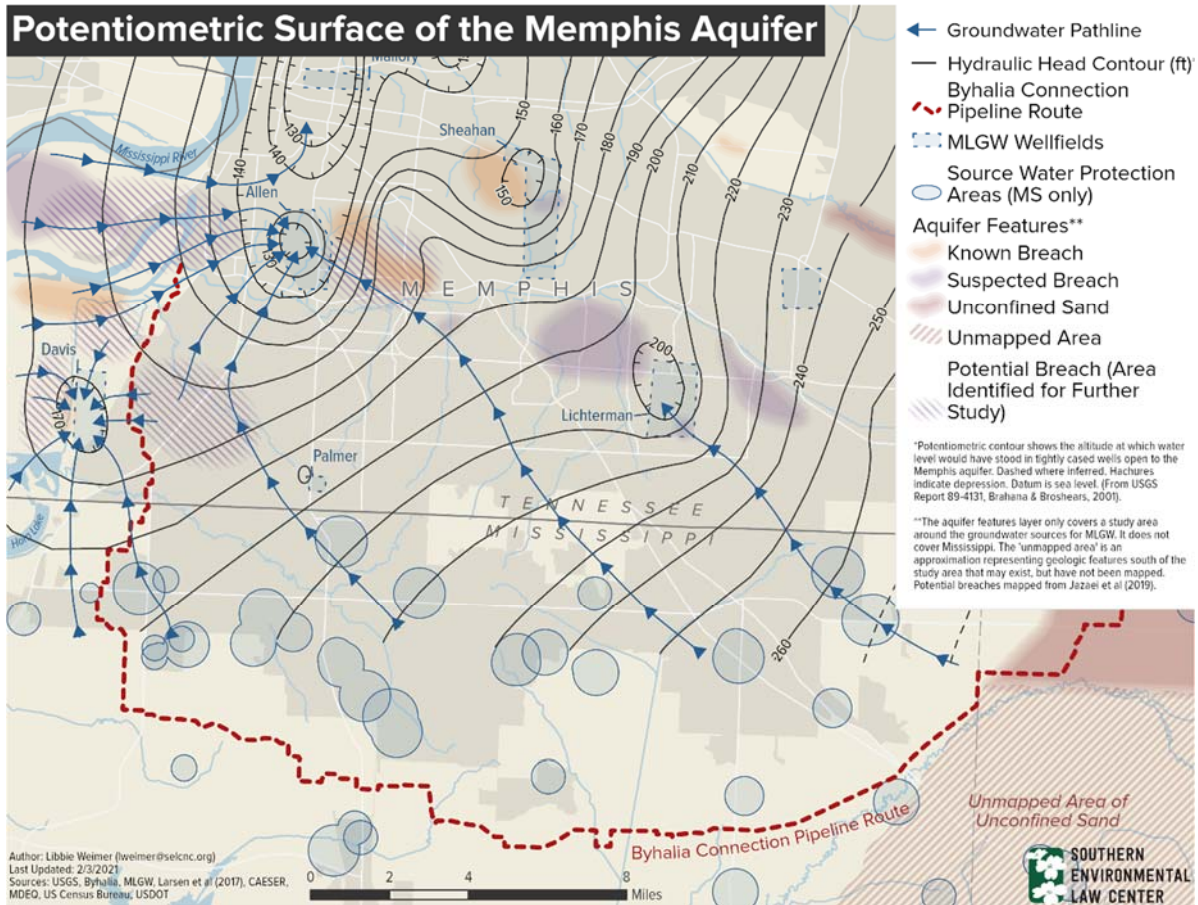 Potentiometric Surface of the Memphis Aquifer
Groundwater Pathline
Hydraulic Head Contour (ft)*
Byhalia Connection
Pipeline Route
MLGW Wellfields
Source Water Protection
Areas (MS only)
Aquifer Features**
Known Breach
Suspected Breach
Unconfined Sand
Unmapped Area
Potential Breach (Area
Identified for Further
Study)
*Potentiometric contour shows the altitude at which water
level would have stood in tightly cased wells open to the
Memphis aquifer. Dashed where inferred. Hachures
indicate depression. Datum is sea level. (From USGS
Report 89-4131, Brahana & Broshears, 2001).
**The aquifer features layer only covers a study area
around the groundwater sources for MLGW. It does not
cover Mississippi. The 'unmapped area' is an
approximation representing geologic features south of the
study area that may exist, but have not been mapped.
Potential breaches mapped from Jazaei et al (2019).
Mallory
Sheahan
Mississippi River
Allen
130
140
140
130
150
150
160
170
180
190
200
210
220
230
240
250
260
MEMPHIS
Davis
170
200
Lichterman
Palmer
TENNESSEE
MISSISSIPPI
Horn Lake
Byhalia Connection Pipeline Route
Unmapped Area of
Unconfined Sand
Author: Libbie Weimer (lweimer@selcnc.org)
Last Updated: 2/3/2021
Sources: USGS, Byhalia, MLGW, Larsen et al (2017), CAESER,
MDEQ, US Census Bureau, USDOT
0 2 4 8
Miles
SOUTHERN
ENVIRONMENTAL
LAW CENTER